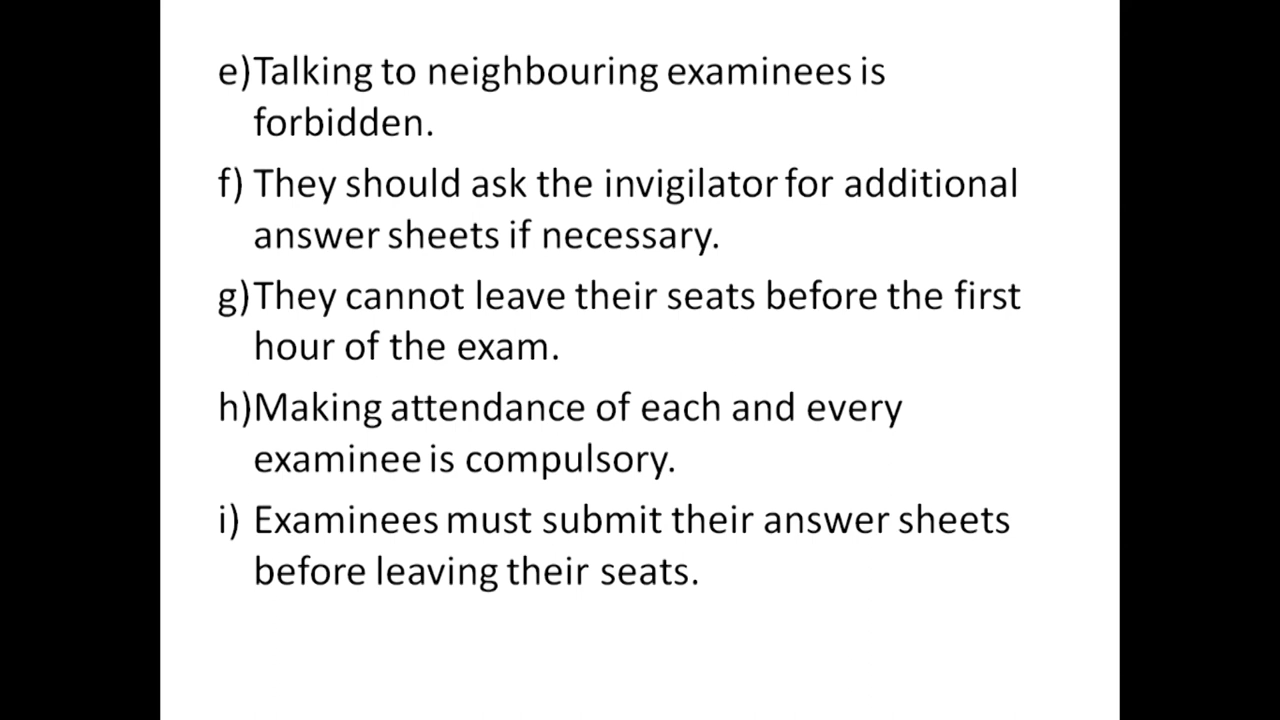 e)Talking to neighbouring examinees is
forbidden.
f) They should ask the invigilator for additional
answer sheets if necessary.
g)They cannot leave their seats before the first
hour of the exam.
h)Making attendance of each and every
examinee is compulsory.
i) Examinees must submit their answer sheets
before leaving their seats.